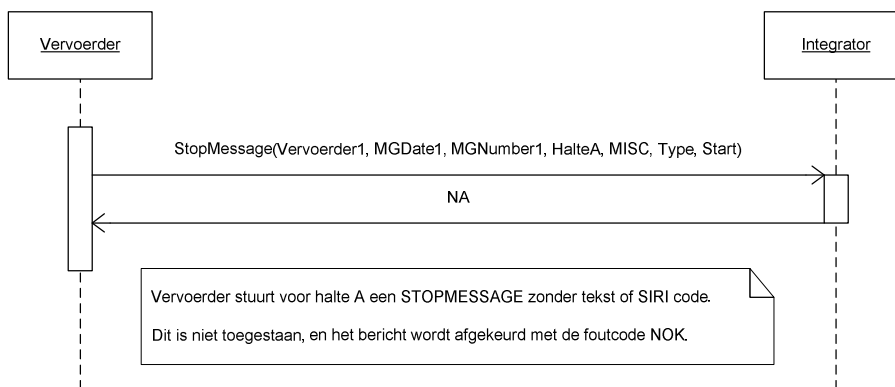 Vervoerder
Integrator
StopMessage(Vervoerder1, MGDate1, MGNumber1, HalteA, MISC, Type, Start)
NA
Vervoerder stuurt voor halte A een STOPMESSAGE zonder tekst of SIRI code.
Dit is niet toegestaan, en het bericht wordt afgekeurd met de foutcode NOK.